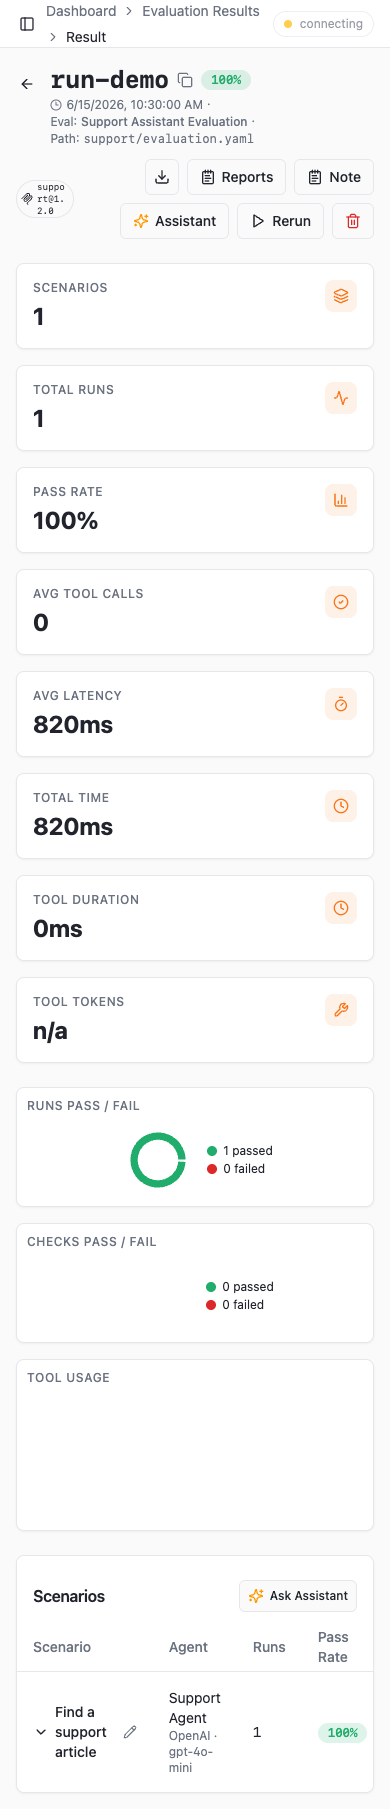 Dashboard > Evaluation Results
> Result
connecting
run-demo 100%
6/15/2026, 10:30:00 AM ·
Eval: Support Assistant Evaluation ·
Path: support/evaluation.yaml
suppo
rt@1.
2.0
Reports
Note
Assistant
Rerun
SCENARIOS
1
TOTAL RUNS
1
PASS RATE
100%
AVG TOOL CALLS
0
AVG LATENCY
820ms
TOTAL TIME
820ms
TOOL DURATION
0ms
TOOL TOKENS
n/a
RUNS PASS / FAIL
1 passed
0 failed
CHECKS PASS / FAIL
0 passed
0 failed
TOOL USAGE
Scenarios
Ask Assistant
Scenario
Agent
Runs
Pass
Rate
Find a
support
article
Support
Agent
OpenAI ·
gpt-4o-
mini
1
100%